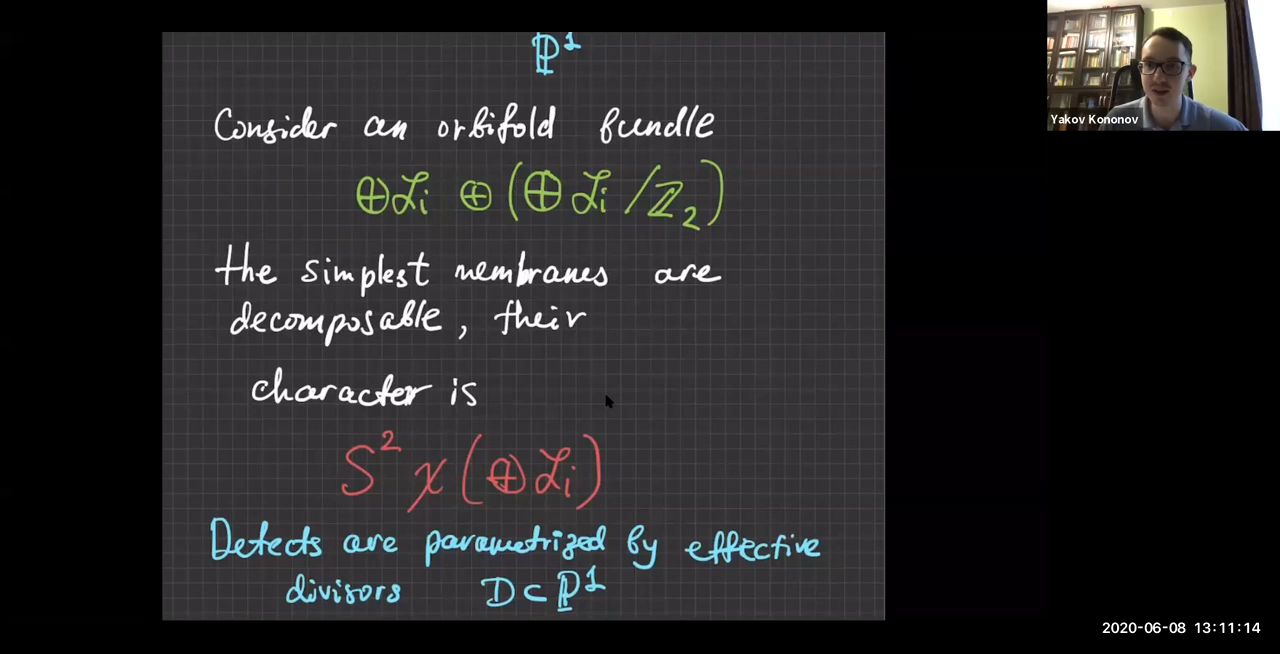 ℙ¹
Yakov Kononov
Consider an orbifold bundle
⊕ℒᵢ ⊕ (⊕ ℒᵢ /ℤ₂)
the simplest membranes are
decomposable, their
character is
S² χ (⊕ ℒᵢ)
Defects are parametrized by effective
divisors D ⊂ ℙ¹
2020-06-08 13:11:14